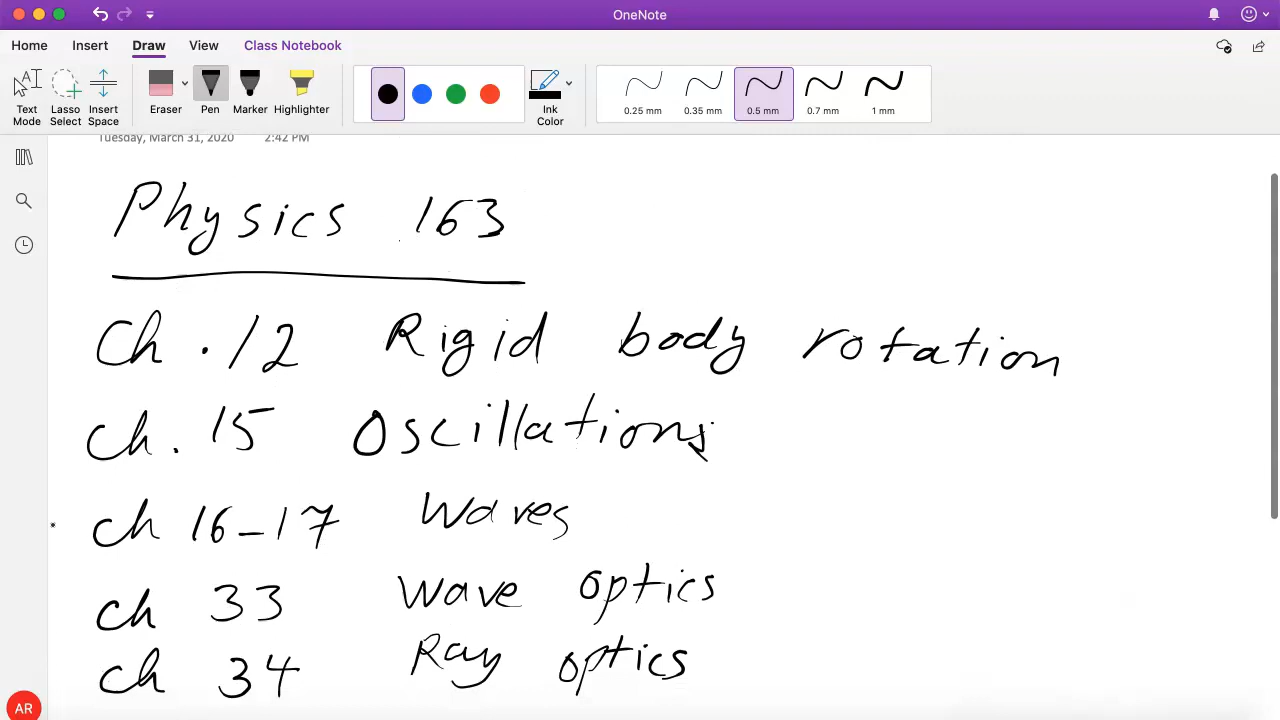 OneNote
Home Insert Draw View Class Notebook
Text Mode Lasso Select Insert Space Eraser Pen Marker Highlighter Ink Color 0.25 mm 0.35 mm 0.5 mm 0.7 mm 1 mm
Tuesday, March 31, 2020 2:42 PM
Physics 163
Ch. 12 Rigid body rotation
Ch. 15 Oscillations
Ch 16-17 Waves
Ch 33 Wave optics
Ch 34 Ray optics
AR